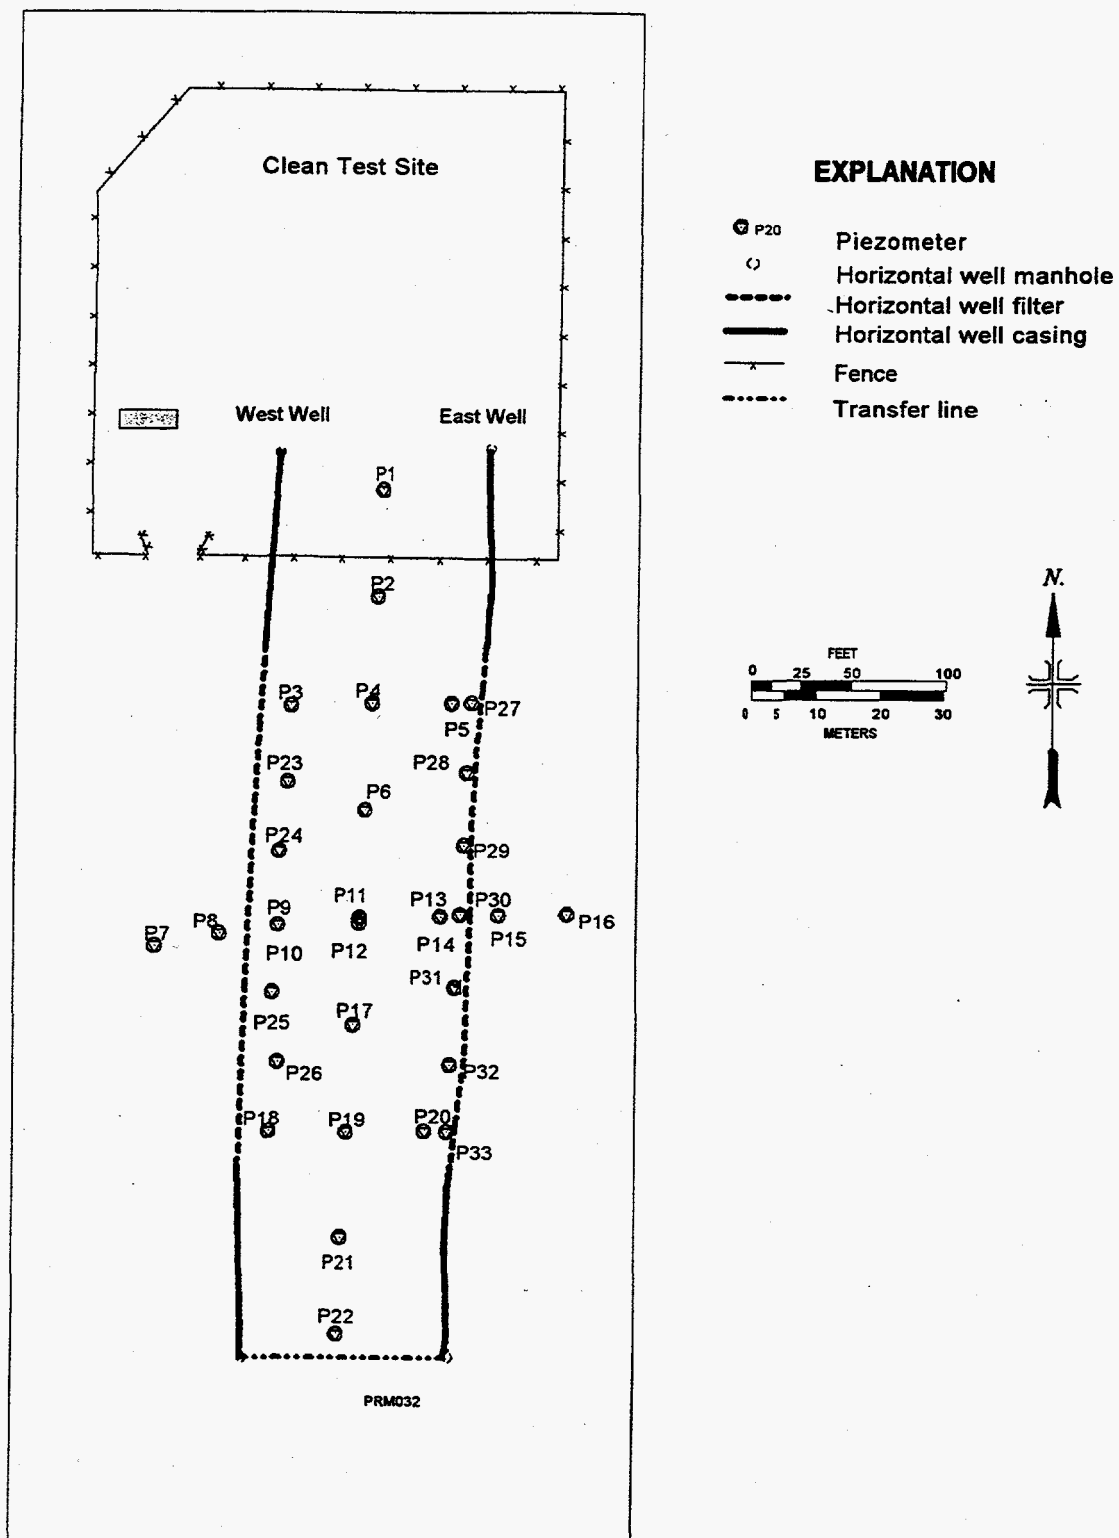 Clean Test Site
EXPLANATION
P20 Piezometer
Horizontal well manhole
Horizontal well filter
Horizontal well casing
Fence
Transfer line
West Well East Well
P1
P2
N.
FEET
0 25 50 100
0 5 10 20 30
METERS
P3 P4
P5 P27
P23 P28
P6
P24 P29
P11 P13 P30
P9
P8
P7
P10 P12 P14 P15 P16
P31
P25 P17
P26 P32
P18 P19 P20
P33
P21
P22
PRM032